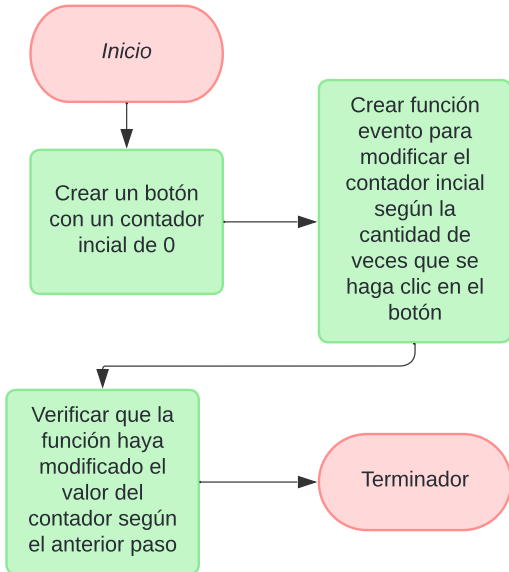 Inicio
Crear un botón
con un contador
incial de 0
Crear función
evento para
modificar el
contador incial
según la
cantidad de
veces que se
haga clic en el
botón
Verificar que la
función haya
modificado el
valor del
contador según
el anterior paso
Terminador